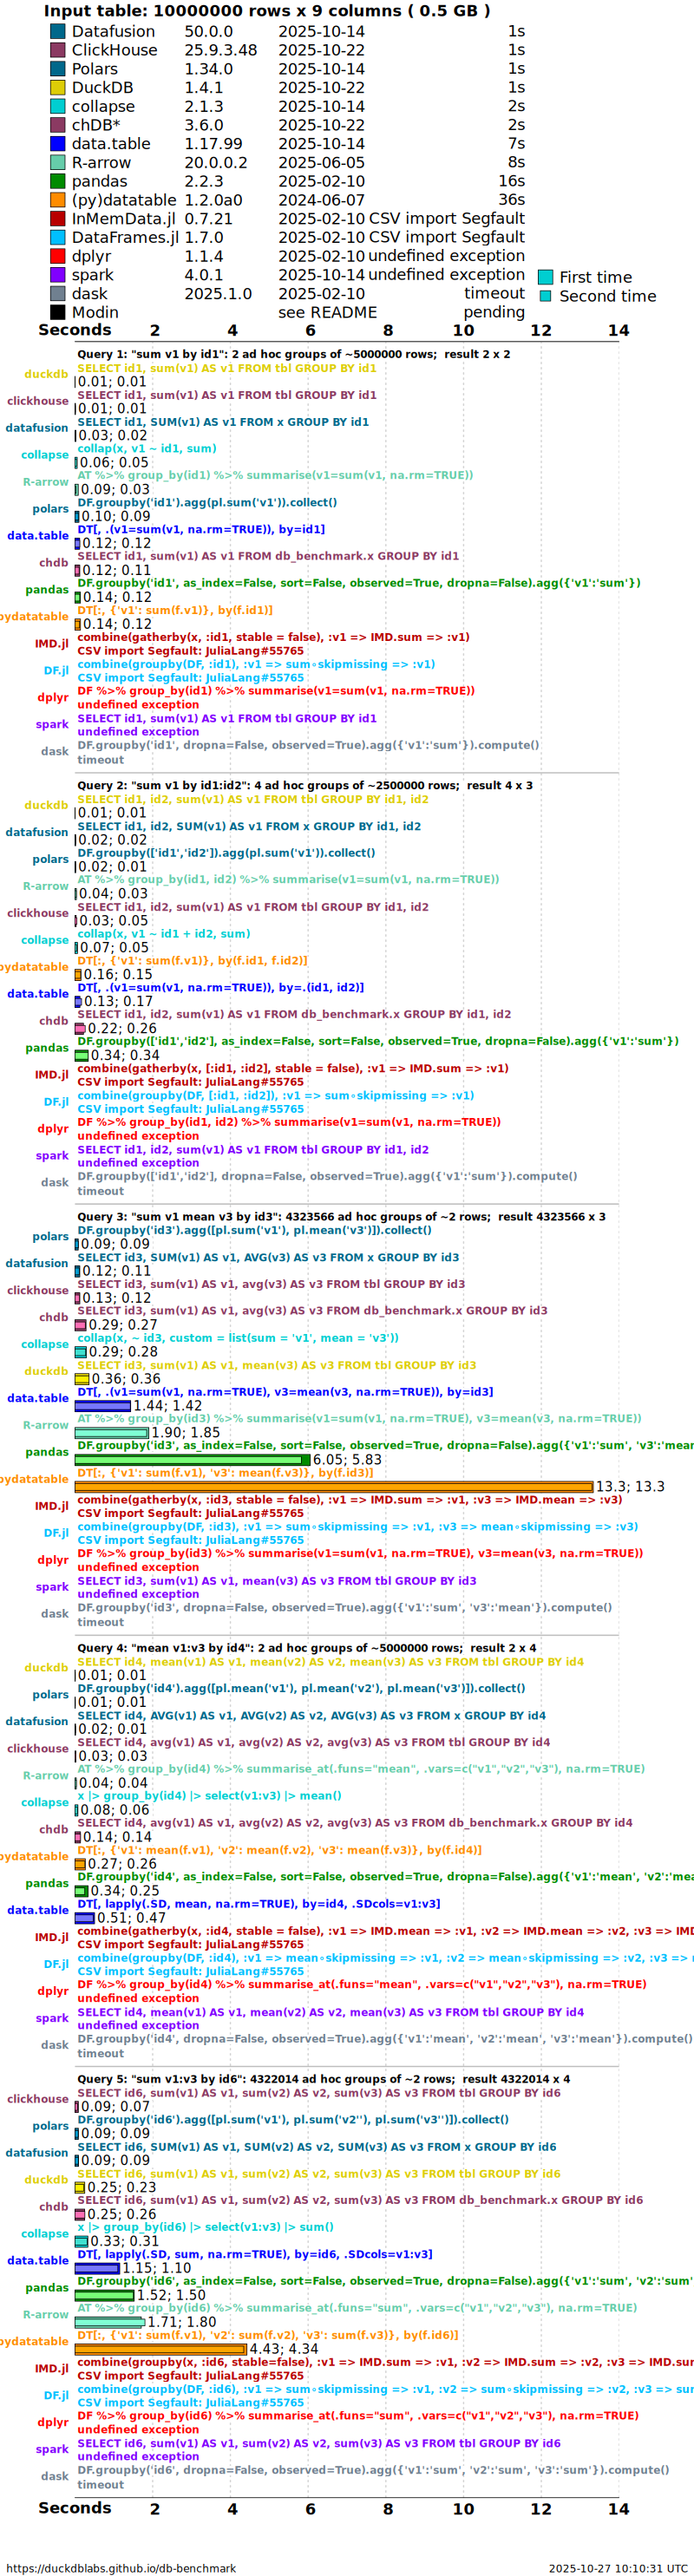 Input table: 10000000 rows x 9 columns ( 0.5 GB )
Datafusion 50.0.0 2025-10-14 1s
ClickHouse 25.9.3.48 2025-10-22 1s
Polars 1.34.0 2025-10-14 1s
DuckDB 1.4.1 2025-10-22 1s
collapse 2.1.3 2025-10-14 2s
chDB* 3.6.0 2025-10-22 2s
data.table 1.17.99 2025-10-14 7s
R-arrow 20.0.0.2 2025-06-05 8s
pandas 2.2.3 2025-02-10 16s
(py)datatable 1.2.0a0 2024-06-07 36s
InMemData.jl 0.7.21 2025-02-10 CSV import Segfault
DataFrames.jl 1.7.0 2025-02-10 CSV import Segfault
dplyr 1.1.4 2025-02-10 undefined exception
spark 4.0.1 2025-10-14 undefined exception
dask 2025.1.0 2025-02-10 timeout
Modin see README pending
First time
Second time
Seconds 2 4 6 8 10 12 14
Query 1: "sum v1 by id1": 2 ad hoc groups of ~5000000 rows; result 2 x 2
duckdb SELECT id1, sum(v1) AS v1 FROM tbl GROUP BY id1
0.01; 0.01
clickhouse SELECT id1, sum(v1) AS v1 FROM tbl GROUP BY id1
0.01; 0.01
datafusion SELECT id1, SUM(v1) AS v1 FROM x GROUP BY id1
0.03; 0.02
collapse collap(x, v1 ~ id1, sum)
0.06; 0.05
R-arrow AT %>% group_by(id1) %>% summarise(v1=sum(v1, na.rm=TRUE))
0.09; 0.03
polars DF.groupby('id1').agg(pl.sum('v1')).collect()
0.10; 0.09
data.table DT[, .(v1=sum(v1, na.rm=TRUE)), by=id1]
0.12; 0.12
chdb SELECT id1, sum(v1) AS v1 FROM db_benchmark.x GROUP BY id1
0.12; 0.11
pandas DF.groupby('id1', as_index=False, sort=False, observed=True, dropna=False).agg({'v1':'sum'})
0.14; 0.12
pydatatable DT[:, {'v1': sum(f.v1)}, by(f.id1)]
0.14; 0.12
IMD.jl combine(gatherby(x, :id1, stable = false), :v1 => IMD.sum => :v1)
CSV import Segfault: JuliaLang#55765
DF.jl combine(groupby(DF, :id1), :v1 => sum∘skipmissing => :v1)
CSV import Segfault: JuliaLang#55765
dplyr DF %>% group_by(id1) %>% summarise(v1=sum(v1, na.rm=TRUE))
undefined exception
spark SELECT id1, sum(v1) AS v1 FROM tbl GROUP BY id1
undefined exception
dask DF.groupby('id1', dropna=False, observed=True).agg({'v1':'sum'}).compute()
timeout
Query 2: "sum v1 by id1:id2": 4 ad hoc groups of ~2500000 rows; result 4 x 3
duckdb SELECT id1, id2, sum(v1) AS v1 FROM tbl GROUP BY id1, id2
0.01; 0.01
datafusion SELECT id1, id2, SUM(v1) AS v1 FROM x GROUP BY id1, id2
0.02; 0.02
polars DF.groupby(['id1','id2']).agg(pl.sum('v1')).collect()
0.02; 0.01
R-arrow AT %>% group_by(id1, id2) %>% summarise(v1=sum(v1, na.rm=TRUE))
0.04; 0.03
clickhouse SELECT id1, id2, sum(v1) AS v1 FROM tbl GROUP BY id1, id2
0.03; 0.05
collapse collap(x, v1 ~ id1 + id2, sum)
0.07; 0.05
pydatatable DT[:, {'v1': sum(f.v1)}, by(f.id1, f.id2)]
0.16; 0.15
data.table DT[, .(v1=sum(v1, na.rm=TRUE)), by=.(id1, id2)]
0.13; 0.17
chdb SELECT id1, id2, sum(v1) AS v1 FROM db_benchmark.x GROUP BY id1, id2
0.22; 0.26
pandas DF.groupby(['id1','id2'], as_index=False, sort=False, observed=True, dropna=False).agg({'v1':'sum'})
0.34; 0.34
IMD.jl combine(gatherby(x, [:id1, :id2], stable = false), :v1 => IMD.sum => :v1)
CSV import Segfault: JuliaLang#55765
DF.jl combine(groupby(DF, [:id1, :id2]), :v1 => sum∘skipmissing => :v1)
CSV import Segfault: JuliaLang#55765
dplyr DF %>% group_by(id1, id2) %>% summarise(v1=sum(v1, na.rm=TRUE))
undefined exception
spark SELECT id1, id2, sum(v1) AS v1 FROM tbl GROUP BY id1, id2
undefined exception
dask DF.groupby(['id1','id2'], dropna=False, observed=True).agg({'v1':'sum'}).compute()
timeout
Query 3: "sum v1 mean v3 by id3": 4323566 ad hoc groups of ~2 rows; result 4323566 x 3
polars DF.groupby('id3').agg([pl.sum('v1'), pl.mean('v3')]).collect()
0.09; 0.09
datafusion SELECT id3, SUM(v1) AS v1, AVG(v3) AS v3 FROM x GROUP BY id3
0.12; 0.11
clickhouse SELECT id3, sum(v1) AS v1, avg(v3) AS v3 FROM tbl GROUP BY id3
0.13; 0.12
chdb SELECT id3, sum(v1) AS v1, avg(v3) AS v3 FROM db_benchmark.x GROUP BY id3
0.29; 0.27
collapse collap(x, ~ id3, custom = list(sum = 'v1', mean = 'v3'))
0.29; 0.28
duckdb SELECT id3, sum(v1) AS v1, mean(v3) AS v3 FROM tbl GROUP BY id3
0.36; 0.36
data.table DT[, .(v1=sum(v1, na.rm=TRUE), v3=mean(v3, na.rm=TRUE)), by=id3]
1.44; 1.42
R-arrow AT %>% group_by(id3) %>% summarise(v1=sum(v1, na.rm=TRUE), v3=mean(v3, na.rm=TRUE))
1.90; 1.85
pandas DF.groupby('id3', as_index=False, sort=False, observed=True, dropna=False).agg({'v1':'sum', 'v3':'mean
6.05; 5.83
pydatatable DT[:, {'v1': sum(f.v1), 'v3': mean(f.v3)}, by(f.id3)]
13.3; 13.3
IMD.jl combine(gatherby(x, :id3, stable = false), :v1 => IMD.sum => :v1, :v3 => IMD.mean => :v3)
CSV import Segfault: JuliaLang#55765
DF.jl combine(groupby(DF, :id3), :v1 => sum∘skipmissing => :v1, :v3 => mean∘skipmissing => :v3)
CSV import Segfault: JuliaLang#55765
dplyr DF %>% group_by(id3) %>% summarise(v1=sum(v1, na.rm=TRUE), v3=mean(v3, na.rm=TRUE))
undefined exception
spark SELECT id3, sum(v1) AS v1, mean(v3) AS v3 FROM tbl GROUP BY id3
undefined exception
dask DF.groupby('id3', dropna=False, observed=True).agg({'v1':'sum', 'v3':'mean'}).compute()
timeout
Query 4: "mean v1:v3 by id4": 2 ad hoc groups of ~5000000 rows; result 2 x 4
duckdb SELECT id4, mean(v1) AS v1, mean(v2) AS v2, mean(v3) AS v3 FROM tbl GROUP BY id4
0.01; 0.01
polars DF.groupby('id4').agg([pl.mean('v1'), pl.mean('v2'), pl.mean('v3')]).collect()
0.01; 0.01
datafusion SELECT id4, AVG(v1) AS v1, AVG(v2) AS v2, AVG(v3) AS v3 FROM x GROUP BY id4
0.02; 0.01
clickhouse SELECT id4, avg(v1) AS v1, avg(v2) AS v2, avg(v3) AS v3 FROM tbl GROUP BY id4
0.03; 0.03
R-arrow AT %>% group_by(id4) %>% summarise_at(.funs="mean", .vars=c("v1","v2","v3"), na.rm=TRUE)
0.04; 0.04
collapse x |> group_by(id4) |> select(v1:v3) |> mean()
0.08; 0.06
chdb SELECT id4, avg(v1) AS v1, avg(v2) AS v2, avg(v3) AS v3 FROM db_benchmark.x GROUP BY id4
0.14; 0.14
pydatatable DT[:, {'v1': mean(f.v1), 'v2': mean(f.v2), 'v3': mean(f.v3)}, by(f.id4)]
0.27; 0.26
pandas DF.groupby('id4', as_index=False, sort=False, observed=True, dropna=False).agg({'v1':'mean', 'v2':'mea
0.34; 0.25
data.table DT[, lapply(.SD, mean, na.rm=TRUE), by=id4, .SDcols=v1:v3]
0.51; 0.47
IMD.jl combine(gatherby(x, :id4, stable = false), :v1 => IMD.mean => :v1, :v2 => IMD.mean => :v2, :v3 => IMD
CSV import Segfault: JuliaLang#55765
DF.jl combine(groupby(DF, :id4), :v1 => mean∘skipmissing => :v1, :v2 => mean∘skipmissing => :v2, :v3 => m
CSV import Segfault: JuliaLang#55765
dplyr DF %>% group_by(id4) %>% summarise_at(.funs="mean", .vars=c("v1","v2","v3"), na.rm=TRUE)
undefined exception
spark SELECT id4, mean(v1) AS v1, mean(v2) AS v2, mean(v3) AS v3 FROM tbl GROUP BY id4
undefined exception
dask DF.groupby('id4', dropna=False, observed=True).agg({'v1':'mean', 'v2':'mean', 'v3':'mean'}).compute()
timeout
Query 5: "sum v1:v3 by id6": 4322014 ad hoc groups of ~2 rows; result 4322014 x 4
clickhouse SELECT id6, sum(v1) AS v1, sum(v2) AS v2, sum(v3) AS v3 FROM tbl GROUP BY id6
0.09; 0.07
polars DF.groupby('id6').agg([pl.sum('v1'), pl.sum('v2''), pl.sum('v3'')]).collect()
0.09; 0.09
datafusion SELECT id6, SUM(v1) AS v1, SUM(v2) AS v2, SUM(v3) AS v3 FROM x GROUP BY id6
0.09; 0.09
duckdb SELECT id6, sum(v1) AS v1, sum(v2) AS v2, sum(v3) AS v3 FROM tbl GROUP BY id6
0.25; 0.23
chdb SELECT id6, sum(v1) AS v1, sum(v2) AS v2, sum(v3) AS v3 FROM db_benchmark.x GROUP BY id6
0.25; 0.26
collapse x |> group_by(id6) |> select(v1:v3) |> sum()
0.33; 0.31
data.table DT[, lapply(.SD, sum, na.rm=TRUE), by=id6, .SDcols=v1:v3]
1.15; 1.10
pandas DF.groupby('id6', as_index=False, sort=False, observed=True, dropna=False).agg({'v1':'sum', 'v2':'sum'
1.52; 1.50
R-arrow AT %>% group_by(id6) %>% summarise_at(.funs="sum", .vars=c("v1","v2","v3"), na.rm=TRUE)
1.71; 1.80
pydatatable DT[:, {'v1': sum(f.v1), 'v2': sum(f.v2), 'v3': sum(f.v3)}, by(f.id6)]
4.43; 4.34
IMD.jl combine(groupby(x, :id6, stable=false), :v1 => IMD.sum => :v1, :v2 => IMD.sum => :v2, :v3 => IMD.sum
CSV import Segfault: JuliaLang#55765
DF.jl combine(groupby(DF, :id6), :v1 => sum∘skipmissing => :v1, :v2 => sum∘skipmissing => :v2, :v3 => sum
CSV import Segfault: JuliaLang#55765
dplyr DF %>% group_by(id6) %>% summarise_at(.funs="sum", .vars=c("v1","v2","v3"), na.rm=TRUE)
undefined exception
spark SELECT id6, sum(v1) AS v1, sum(v2) AS v2, sum(v3) AS v3 FROM tbl GROUP BY id6
undefined exception
dask DF.groupby('id6', dropna=False, observed=True).agg({'v1':'sum', 'v2':'sum', 'v3':'sum'}).compute()
timeout
Seconds 2 4 6 8 10 12 14
https://duckdblabs.github.io/db-benchmark 2025-10-27 10:10:31 UTC